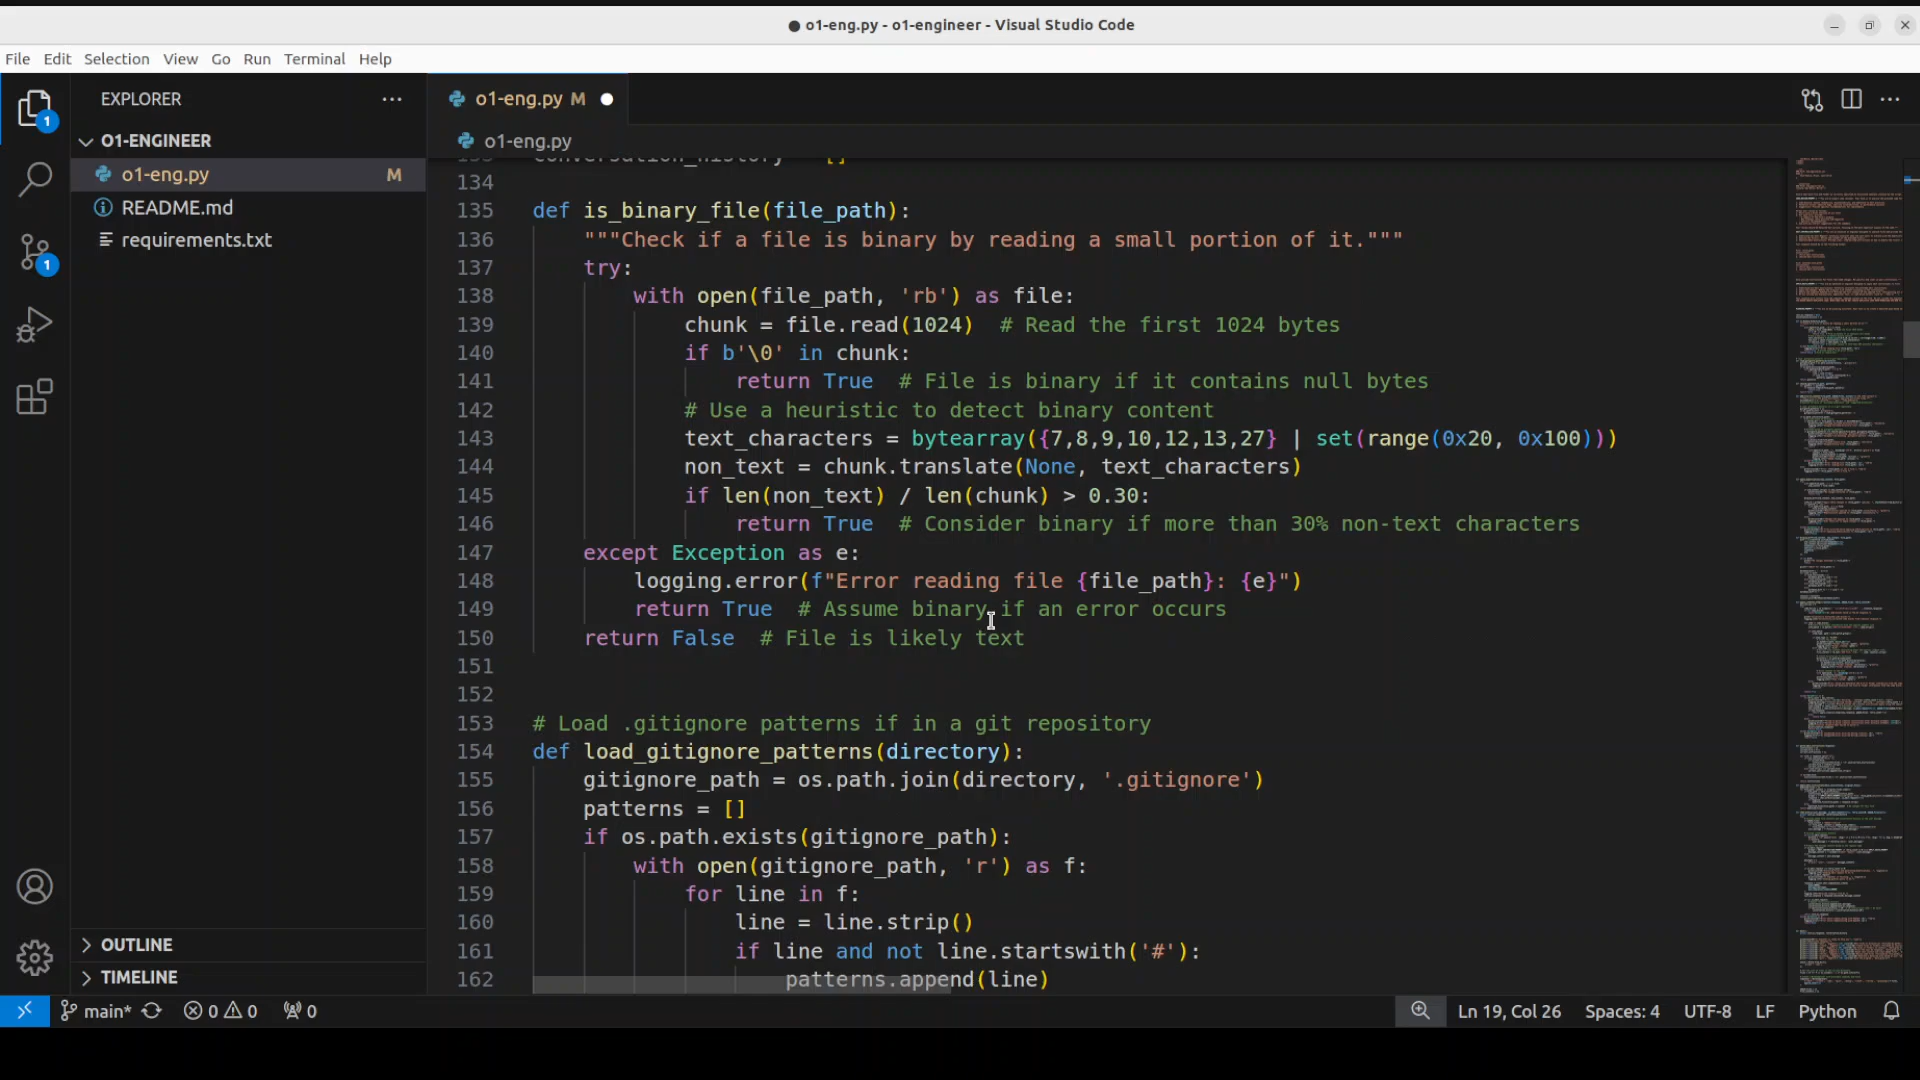 ● o1-eng.py - o1-engineer - Visual Studio Code
File Edit Selection View Go Run Terminal Help
EXPLORER
O1-ENGINEER
o1-eng.py M
README.md
requirements.txt
OUTLINE
TIMELINE
1
1
o1-eng.py M ●
o1-eng.py
133 conversation_history = []
134
135 def is_binary_file(file_path):
136     """Check if a file is binary by reading a small portion of it."""
137     try:
138         with open(file_path, 'rb') as file:
139             chunk = file.read(1024)  # Read the first 1024 bytes
140             if b'\0' in chunk:
141                 return True  # File is binary if it contains null bytes
142             # Use a heuristic to detect binary content
143             text_characters = bytearray({7,8,9,10,12,13,27} | set(range(0x20, 0x100)))
144             non_text = chunk.translate(None, text_characters)
145             if len(non_text) / len(chunk) > 0.30:
146                 return True  # Consider binary if more than 30% non-text characters
147     except Exception as e:
148         logging.error(f"Error reading file {file_path}: {e}")
149         return True  # Assume binary if an error occurs
150     return False  # File is likely text
151
152
153 # Load .gitignore patterns if in a git repository
154 def load_gitignore_patterns(directory):
155     gitignore_path = os.path.join(directory, '.gitignore')
156     patterns = []
157     if os.path.exists(gitignore_path):
158         with open(gitignore_path, 'r') as f:
159             for line in f:
160                 line = line.strip()
161                 if line and not line.startswith('#'):
162                     patterns.append(line)
main* 0 0 0 Ln 19, Col 26 Spaces: 4 UTF-8 LF Python